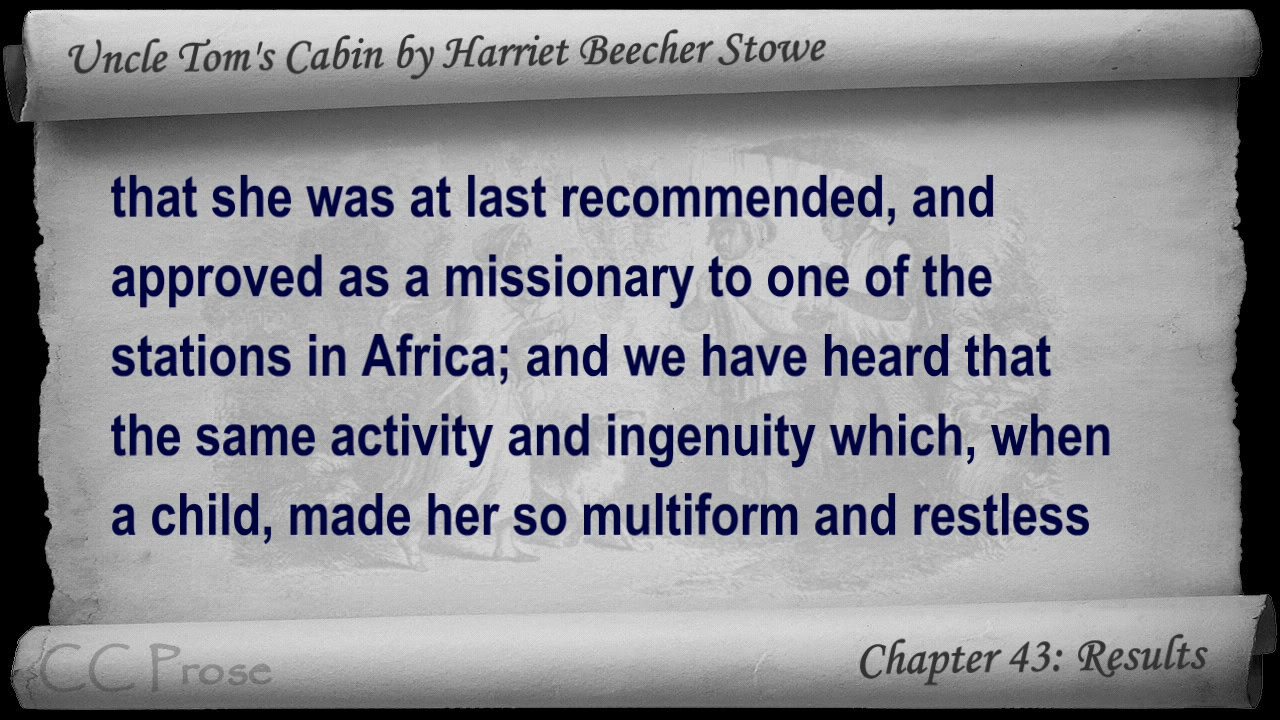 Uncle Tom's Cabin by Harriet Beecher Stowe
that she was at last recommended, and
approved as a missionary to one of the
stations in Africa; and we have heard that
the same activity and ingenuity which, when
a child, made her so multiform and restless
CC Prose
Chapter 43: Results